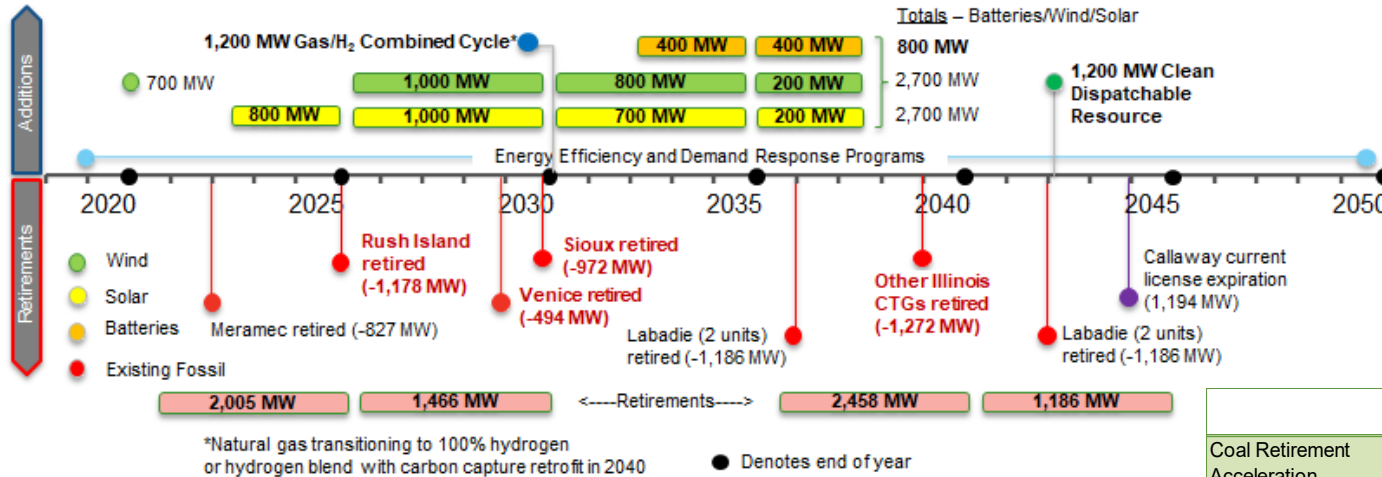 Additions
Retirements
Totals – Batteries/Wind/Solar
1,200 MW Gas/H₂ Combined Cycle*
400 MW
400 MW
800 MW
700 MW
1,000 MW
800 MW
200 MW
2,700 MW
800 MW
1,000 MW
700 MW
200 MW
2,700 MW
1,200 MW Clean
Dispatchable
Resource
Energy Efficiency and Demand Response Programs
2020
2025
2030
2035
2040
2045
2050
Wind
Solar
Batteries
Existing Fossil
Meramec retired (-827 MW)
Rush Island
retired
(-1,178 MW)
Venice retired
(-494 MW)
Sioux retired
(-972 MW)
Labadie (2 units)
retired (-1,186 MW)
Other Illinois
CTGs retired
(-1,272 MW)
Callaway current
license expiration
(1,194 MW)
Labadie (2 units)
retired (-1,186 MW)
2,005 MW
1,466 MW
<----Retirements---->
2,458 MW
1,186 MW
*Natural gas transitioning to 100% hydrogen
or hydrogen blend with carbon capture retrofit in 2040
Denotes end of year
Coal Retirement
Acceleration